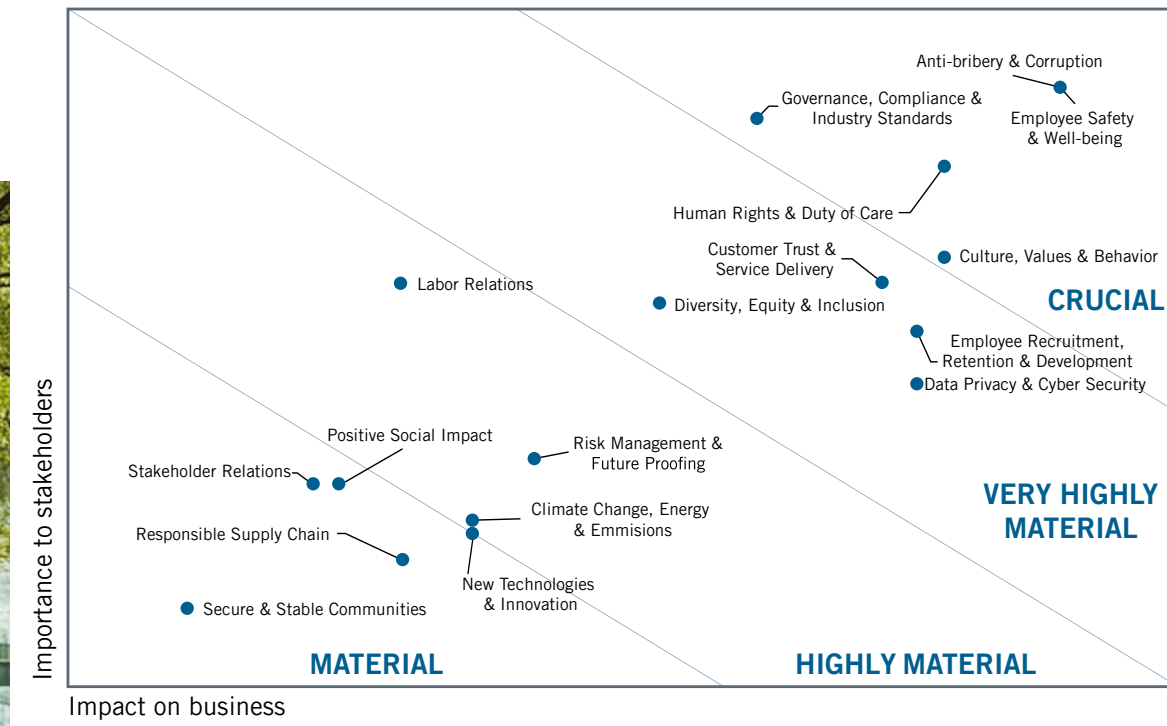 Anti-bribery & Corruption
Governance, Compliance &
Industry Standards
Employee Safety
& Well-being
Human Rights & Duty of Care
Customer Trust &
Service Delivery
Culture, Values & Behavior
Labor Relations
Diversity, Equity & Inclusion
CRUCIAL
Employee Recruitment,
Retention & Development
Data Privacy & Cyber Security
Positive Social Impact
Risk Management &
Future Proofing
Stakeholder Relations
VERY HIGHLY
MATERIAL
Climate Change, Energy
& Emmisions
Responsible Supply Chain
New Technologies
& Innovation
Secure & Stable Communities
MATERIAL
HIGHLY MATERIAL
Importance to stakeholders
Impact on business